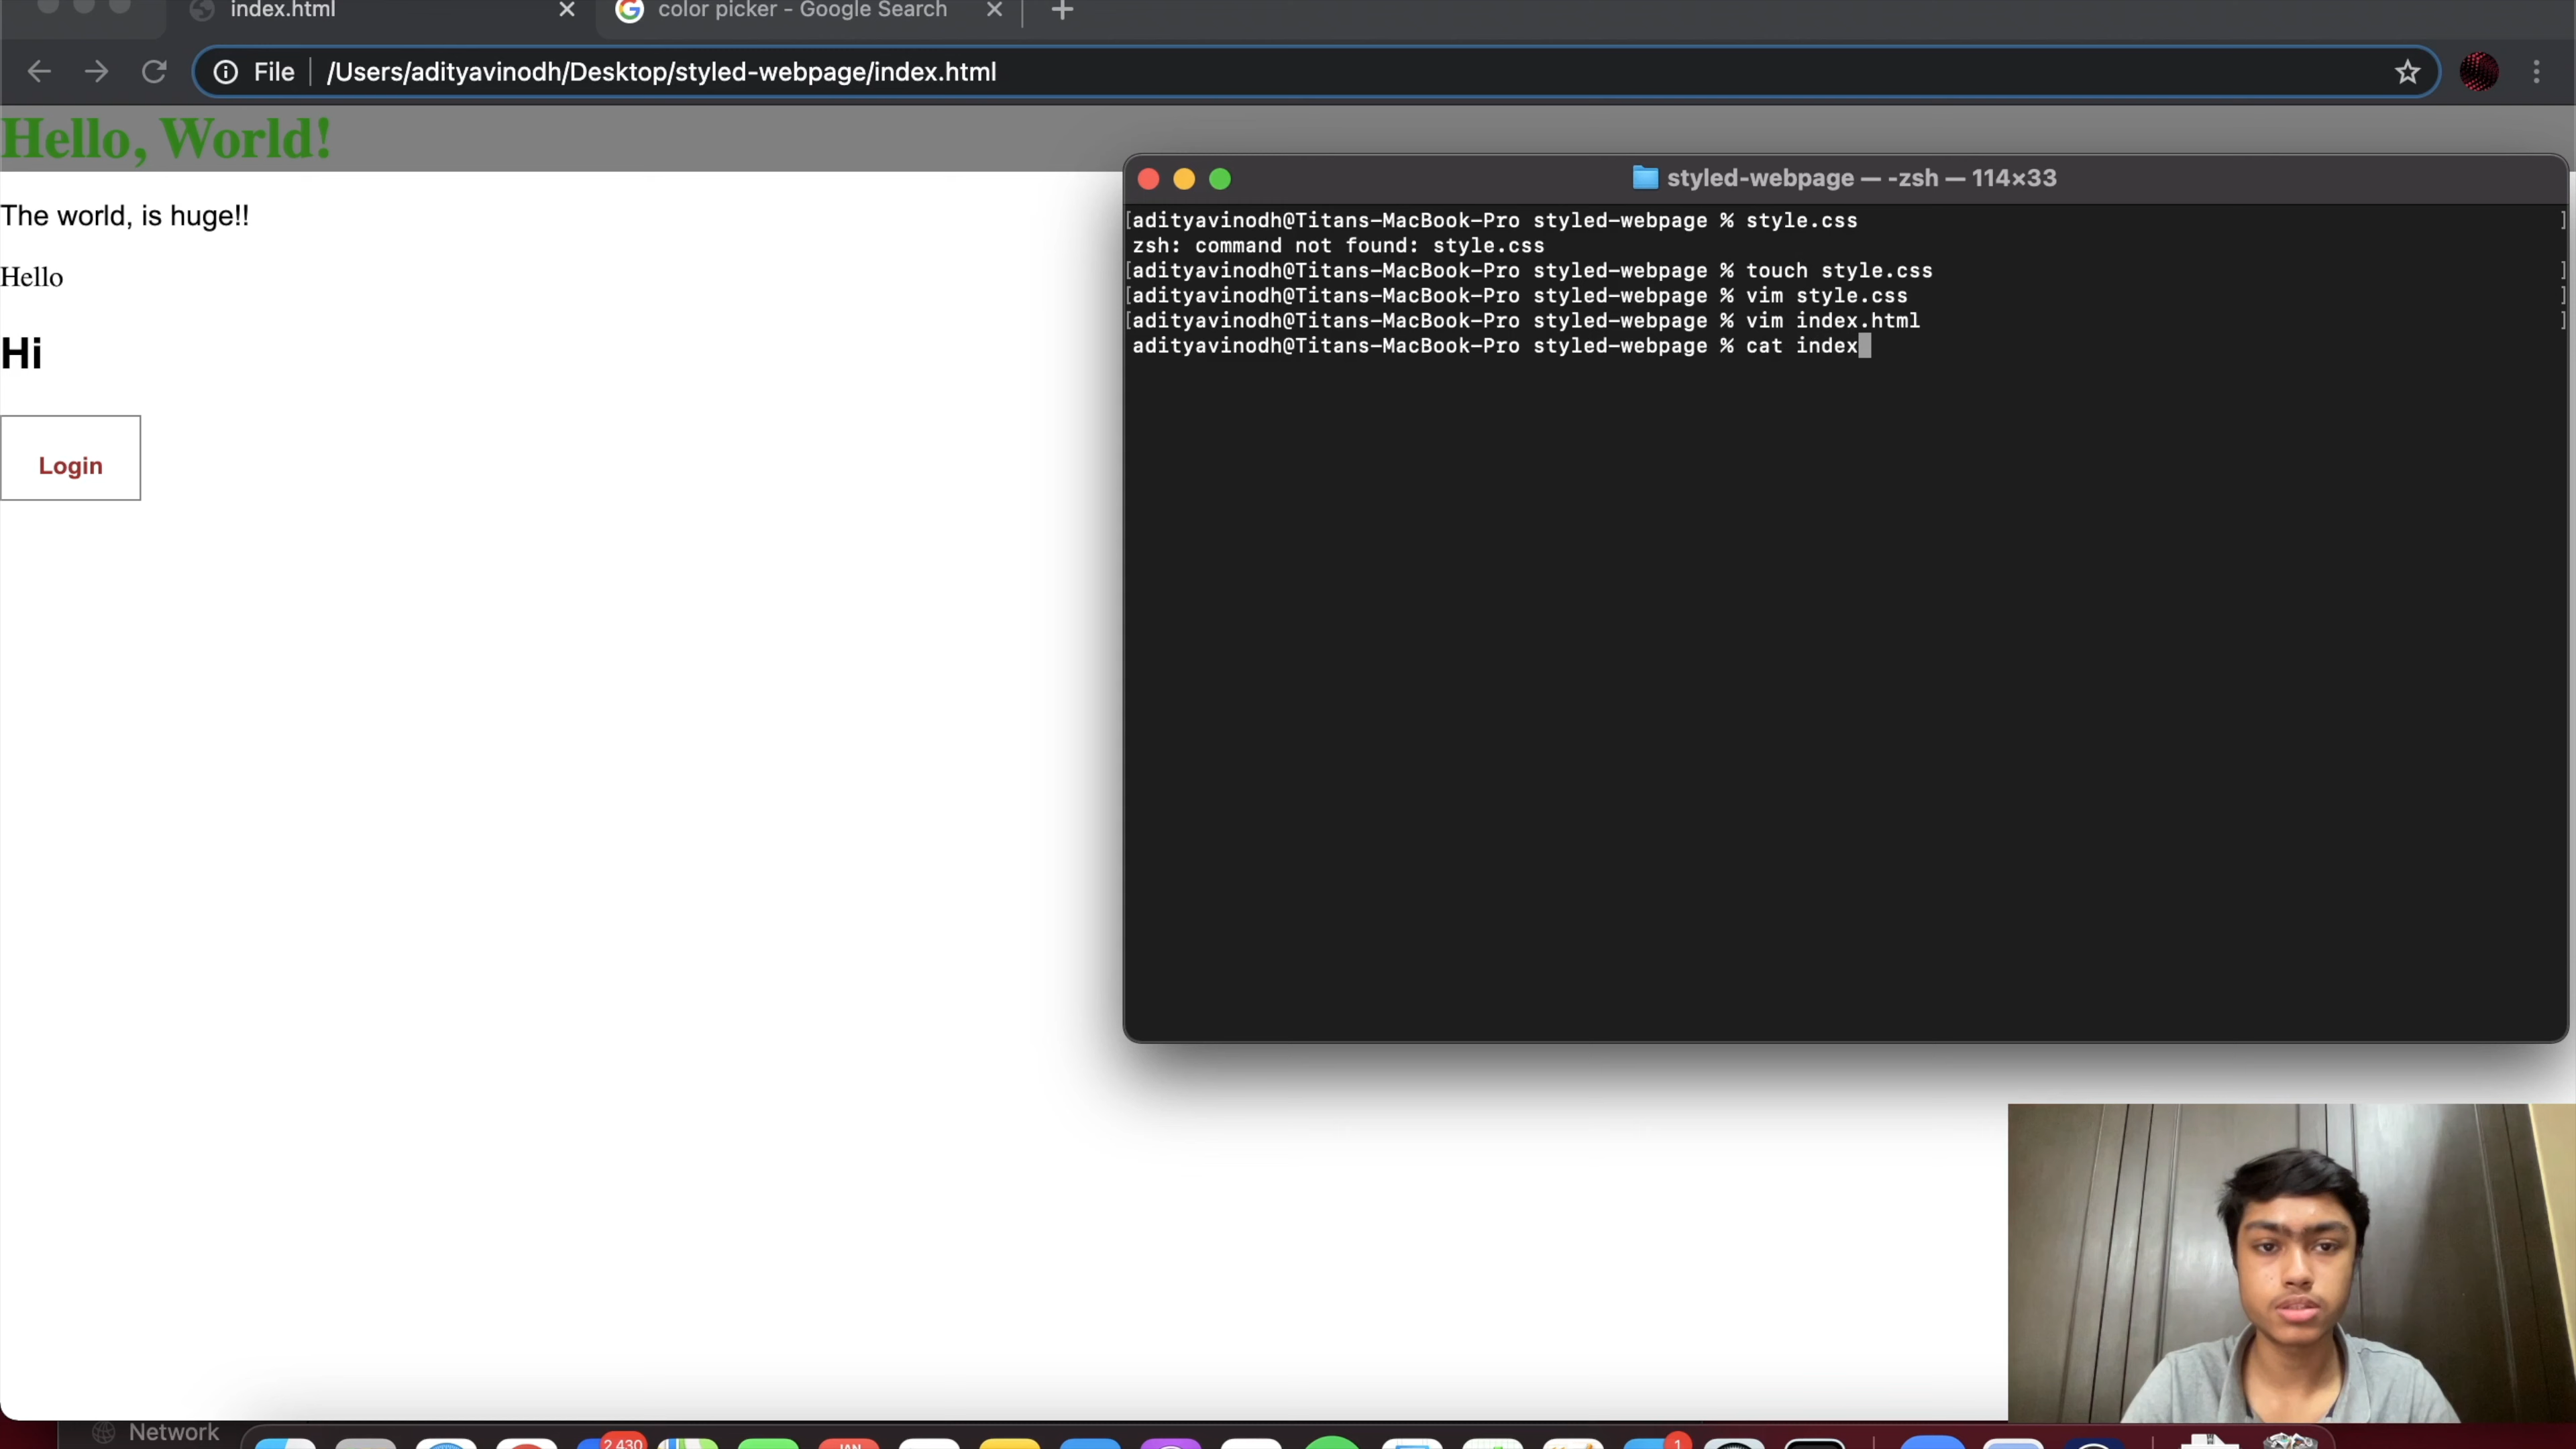 index.html
color picker - Google Search
File
/Users/adityavinodh/Desktop/styled-webpage/index.html
Hello, World!
The world, is huge!!
Hello
Hi
Login
styled-webpage — -zsh — 114×33
[adityavinodh@Titans-MacBook-Pro styled-webpage % style.css ]
zsh: command not found: style.css
[adityavinodh@Titans-MacBook-Pro styled-webpage % touch style.css ]
[adityavinodh@Titans-MacBook-Pro styled-webpage % vim style.css ]
[adityavinodh@Titans-MacBook-Pro styled-webpage % vim index.html ]
adityavinodh@Titans-MacBook-Pro styled-webpage % cat index
Network
2,430
JAN
1